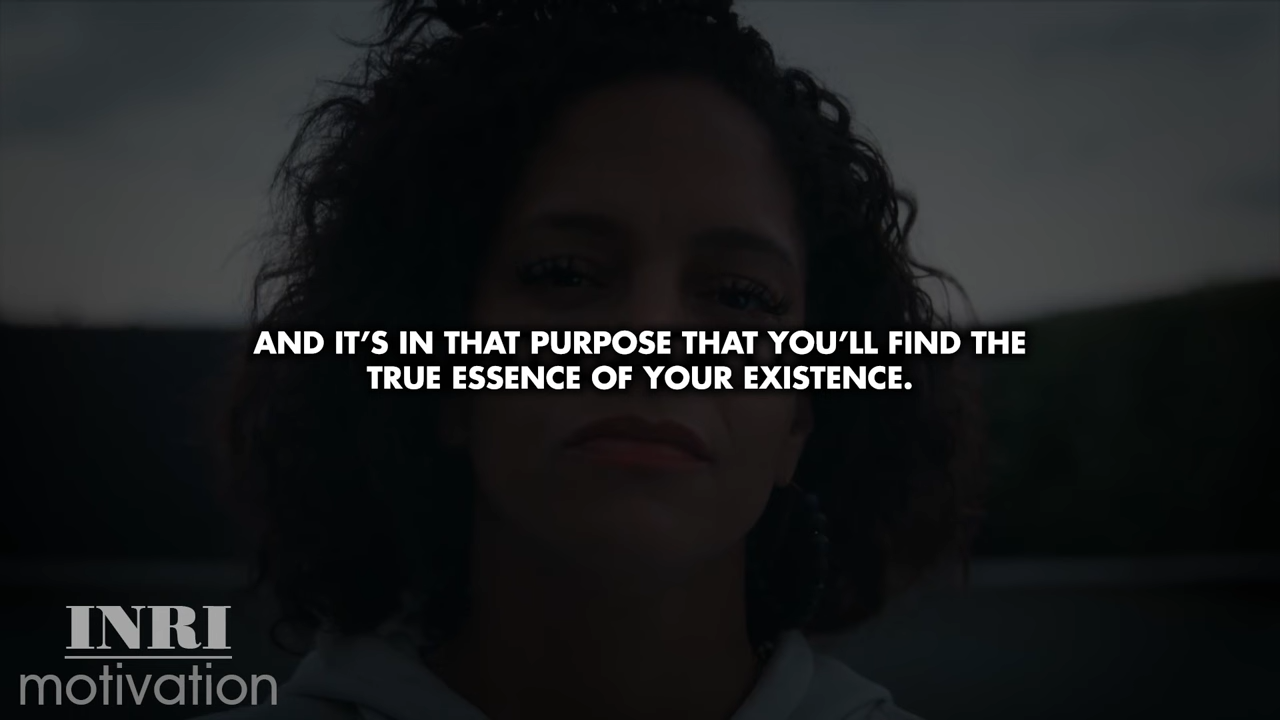 AND IT’S IN THAT PURPOSE THAT YOU’LL FIND THE
TRUE ESSENCE OF YOUR EXISTENCE.
INRI
motivation